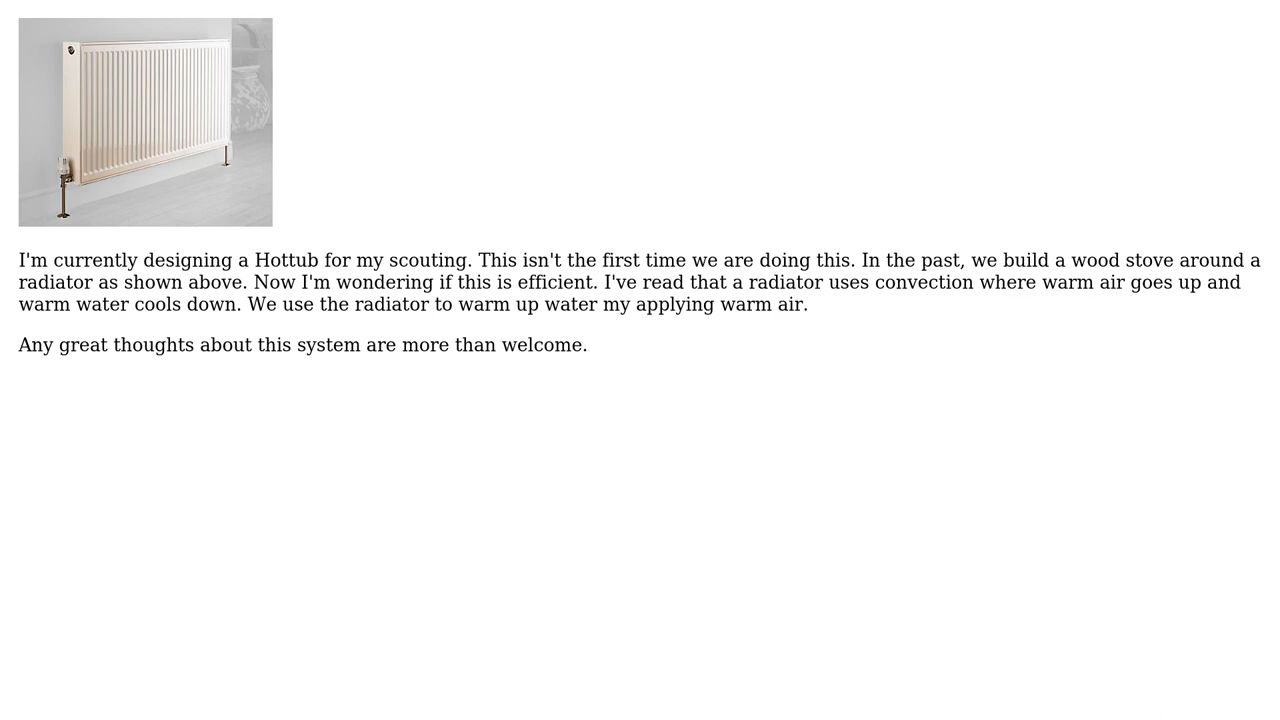 I'm currently designing a Hottub for my scouting. This isn't the first time we are doing this. In the past, we build a wood stove around a
radiator as shown above. Now I'm wondering if this is efficient. I've read that a radiator uses convection where warm air goes up and
warm water cools down. We use the radiator to warm up water my applying warm air.
Any great thoughts about this system are more than welcome.